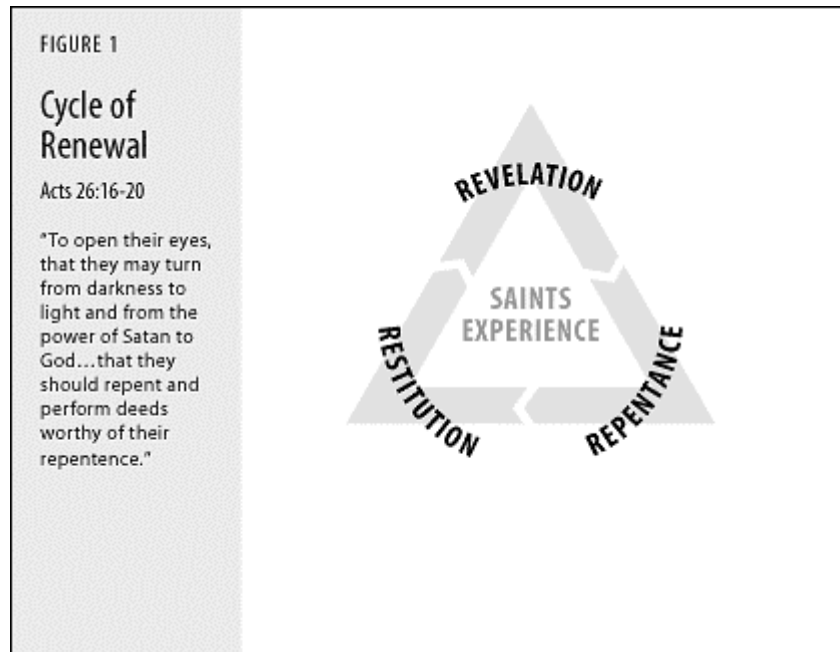 FIGURE 1
Cycle of
Renewal
Acts 26:16-20
"To open their eyes,
that they may turn
from darkness to
light and from the
power of Satan to
God...that they
should repent and
perform deeds
worthy of their
repentence."
REVELATION
SAINTS
EXPERIENCE
RESTITUTION
REPENTANCE